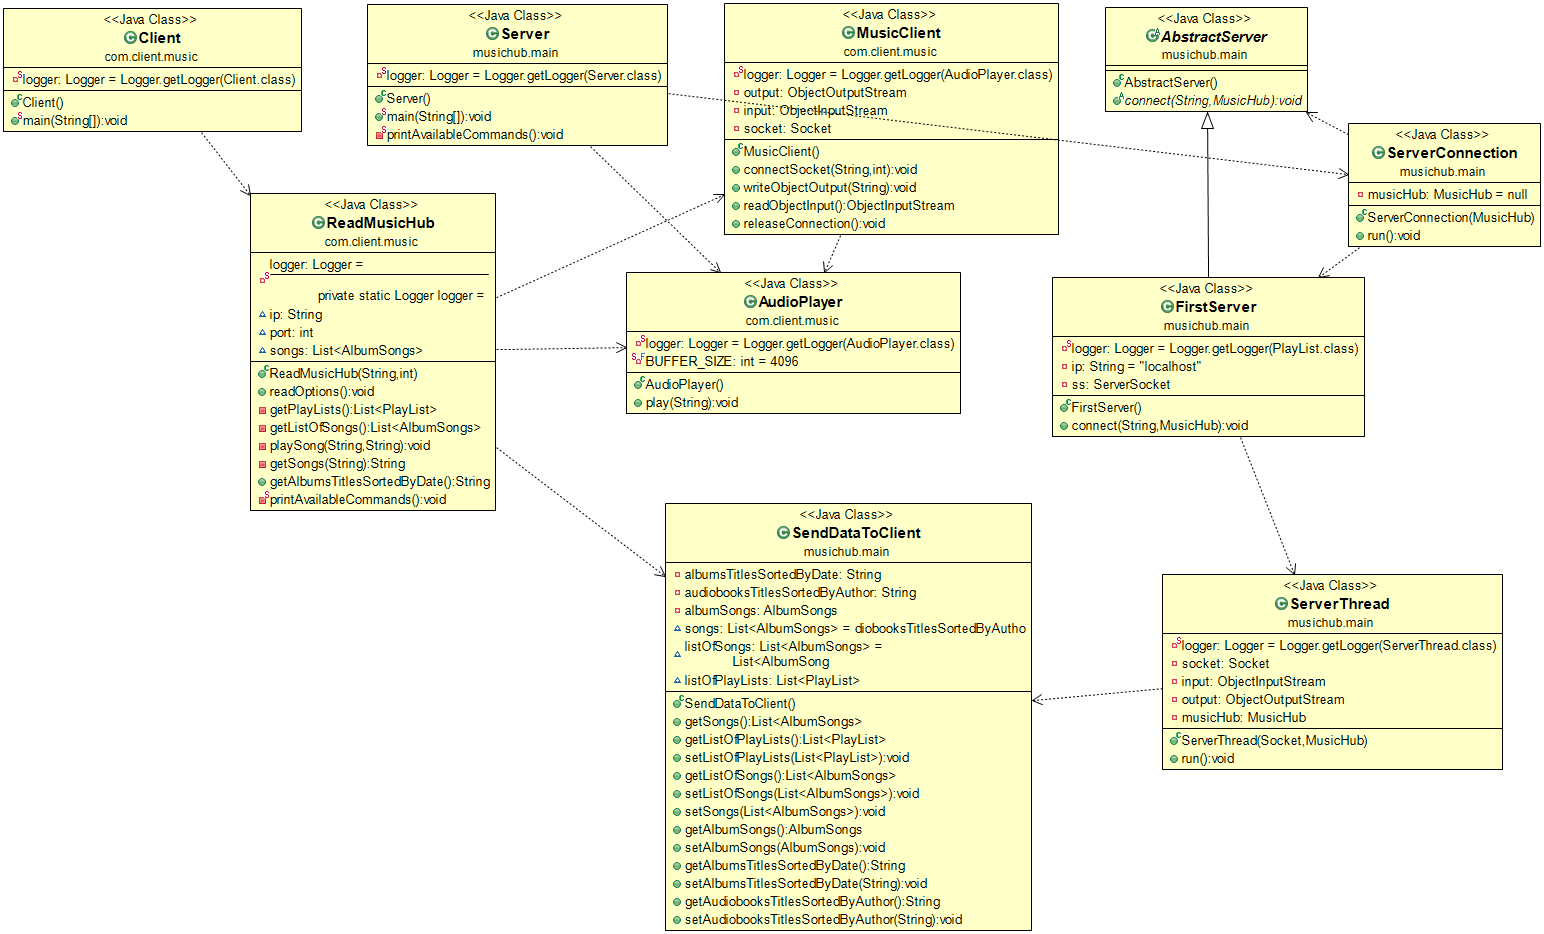 <<Java Class>>
Client
com.client.music
logger: Logger = Logger.getLogger(Client.class)
Client()
main(String[]):void
<<Java Class>>
Server
musichub.main
logger: Logger = Logger.getLogger(Server.class)
Server()
main(String[]):void
printAvailableCommands():void
<<Java Class>>
MusicClient
com.client.music
logger: Logger = Logger.getLogger(AudioPlayer.class)
output: ObjectOutputStream
input: ObjectInputStream
socket: Socket
MusicClient()
connectSocket(String,int):void
writeObjectOutput(String):void
readObjectInput():ObjectInputStream
releaseConnection():void
<<Java Class>>
AbstractServer
musichub.main
AbstractServer()
connect(String,MusicHub):void
<<Java Class>>
ServerConnection
musichub.main
musicHub: MusicHub = null
ServerConnection(MusicHub)
run():void
<<Java Class>>
ReadMusicHub
com.client.music
logger: Logger =
private static Logger logger =
ip: String
port: int
songs: List<AlbumSongs>
ReadMusicHub(String,int)
readOptions():void
getPlayLists():List<PlayList>
getListOfSongs():List<AlbumSongs>
playSong(String,String):void
getSongs(String):String
getAlbumsTitlesSortedByDate():String
printAvailableCommands():void
<<Java Class>>
AudioPlayer
com.client.music
logger: Logger = Logger.getLogger(AudioPlayer.class)
BUFFER_SIZE: int = 4096
AudioPlayer()
play(String):void
<<Java Class>>
FirstServer
musichub.main
logger: Logger = Logger.getLogger(PlayList.class)
ip: String = "localhost"
ss: ServerSocket
FirstServer()
connect(String,MusicHub):void
<<Java Class>>
SendDataToClient
musichub.main
albumsTitlesSortedByDate: String
audiobooksTitlesSortedByAuthor: String
albumSongs: AlbumSongs
songs: List<AlbumSongs> = diobooksTitlesSortedByAutho
listOfSongs: List<AlbumSongs> =
List<AlbumSong
listOfPlayLists: List<PlayList>
SendDataToClient()
getSongs():List<AlbumSongs>
getListOfPlayLists():List<PlayList>
setListOfPlayLists(List<PlayList>):void
getListOfSongs():List<AlbumSongs>
setListOfSongs(List<AlbumSongs>):void
setSongs(List<AlbumSongs>):void
getAlbumSongs():AlbumSongs
setAlbumSongs(AlbumSongs):void
getAlbumsTitlesSortedByDate():String
setAlbumsTitlesSortedByDate(String):void
getAudiobooksTitlesSortedByAuthor():String
setAudiobooksTitlesSortedByAuthor(String):void
<<Java Class>>
ServerThread
musichub.main
logger: Logger = Logger.getLogger(ServerThread.class)
socket: Socket
input: ObjectInputStream
output: ObjectOutputStream
musicHub: MusicHub
ServerThread(Socket,MusicHub)
run():void